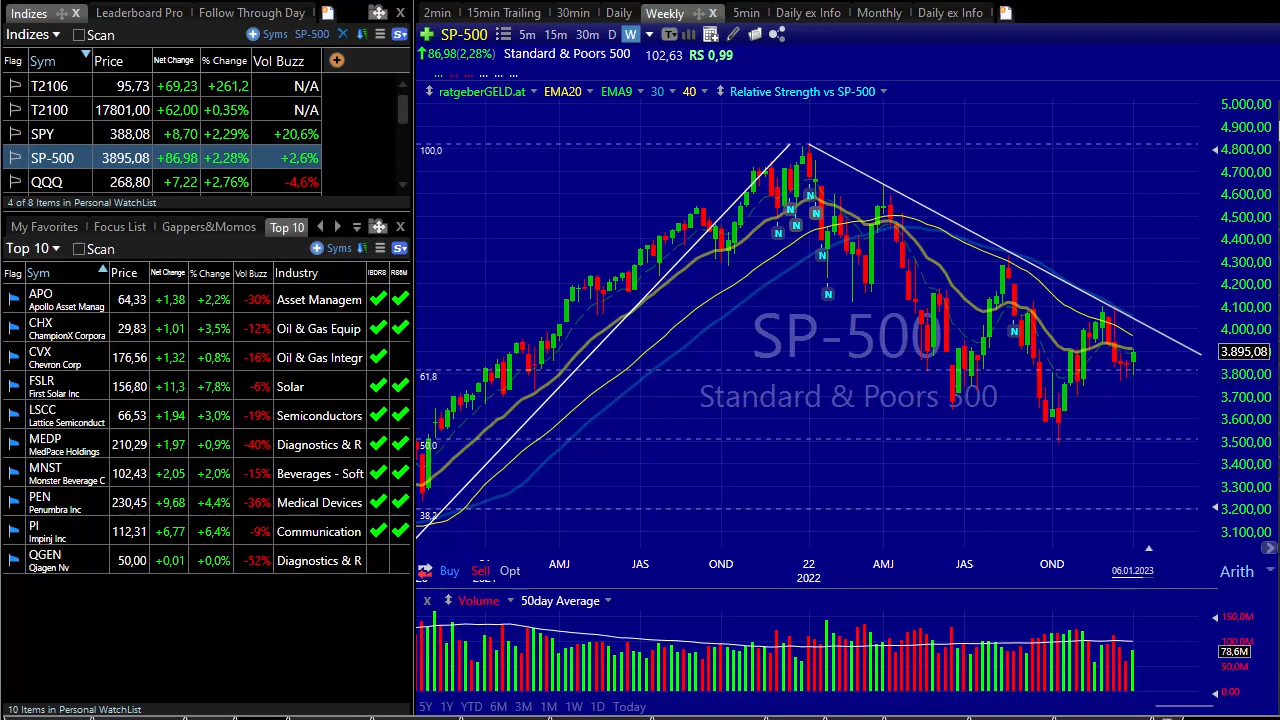 Indizes Leaderboard Pro Follow Through Day
Indizes Scan Syms SP-500
Flag Sym Price Net Change % Change Vol Buzz
T2106 95,73 +69,23 +261,2 N/A
T2100 17801.00 +62,00 +0,35% N/A
SPY 388,08 +8,70 +2,29% +20,6%
SP-500 3895,08 +86,98 +2,28% +2,6%
QQQ 268,80 +7,22 +2,76% -4,6%
4 of 8 Items in Personal WatchList
My Favorites Focus List Gappers&Momos Top 10
Top 10 Scan Syms
Flag Sym Price Net Change % Change Vol Buzz Industry IBDRS RS6M
APO 64,33 +1,38 +2,2% -30% Asset Managem
Apollo Asset Manag
CHX 29,83 +1,01 +3,5% -12% Oil & Gas Equip
ChampionX Corpora
CVX 176,56 +1,32 +0,8% -16% Oil & Gas Integr
Chevron Corp
FSLR 156,80 +11,3 +7,8% -6% Solar
First Solar Inc
LSCC 66,53 +1,94 +3,0% -19% Semiconductors
Lattice Semiconduct
MEDP 210,29 +1,97 +0,9% -40% Diagnostics & R
MedPace Holdings
MNST 102,43 +2,05 +2,0% -15% Beverages - Soft
Monster Beverage C
PEN 230,45 +9,68 +4,4% -36% Medical Devices
Penumbra Inc
PI 112,31 +6,77 +6,4% -9% Communication
Impinj Inc
QGEN 50,00 +0,01 +0,0% -52% Diagnostics & R
Qiagen Nv
10 Items in Personal WatchList
2min 15min Trailing 30min Daily Weekly 5min Daily ex Info Monthly Daily ex Info
SP-500 5m 15m 30m D W
86,98(2,28%) Standard & Poors 500 102,63 RS 0,99
ratgeberGELD.at EMA20 EMA9 30 40 Relative Strength vs SP-500
5.000,00
4.900,00
4.800,00
4.700,00
4.600,00
4.500,00
4.400,00
4.300,00
4.200,00
4.100,00
4.000,00
3.895,08
3.800,00
3.700,00
3.600,00
3.500,00
3.400,00
3.300,00
3.200,00
3.100,00
100,0
61,8
50,0
38,2
N N N N N N N N
SP-500
Standard & Poors 500
AMJ JAS OND 22 AMJ JAS OND
2022 06.01.2023
Buy Sell Opt Arith
X Volume 50day Average
150,0M
100,0M
78,6M
50,0M
0.00
5Y 1Y YTD 6M 3M 1M 1W 1D Today